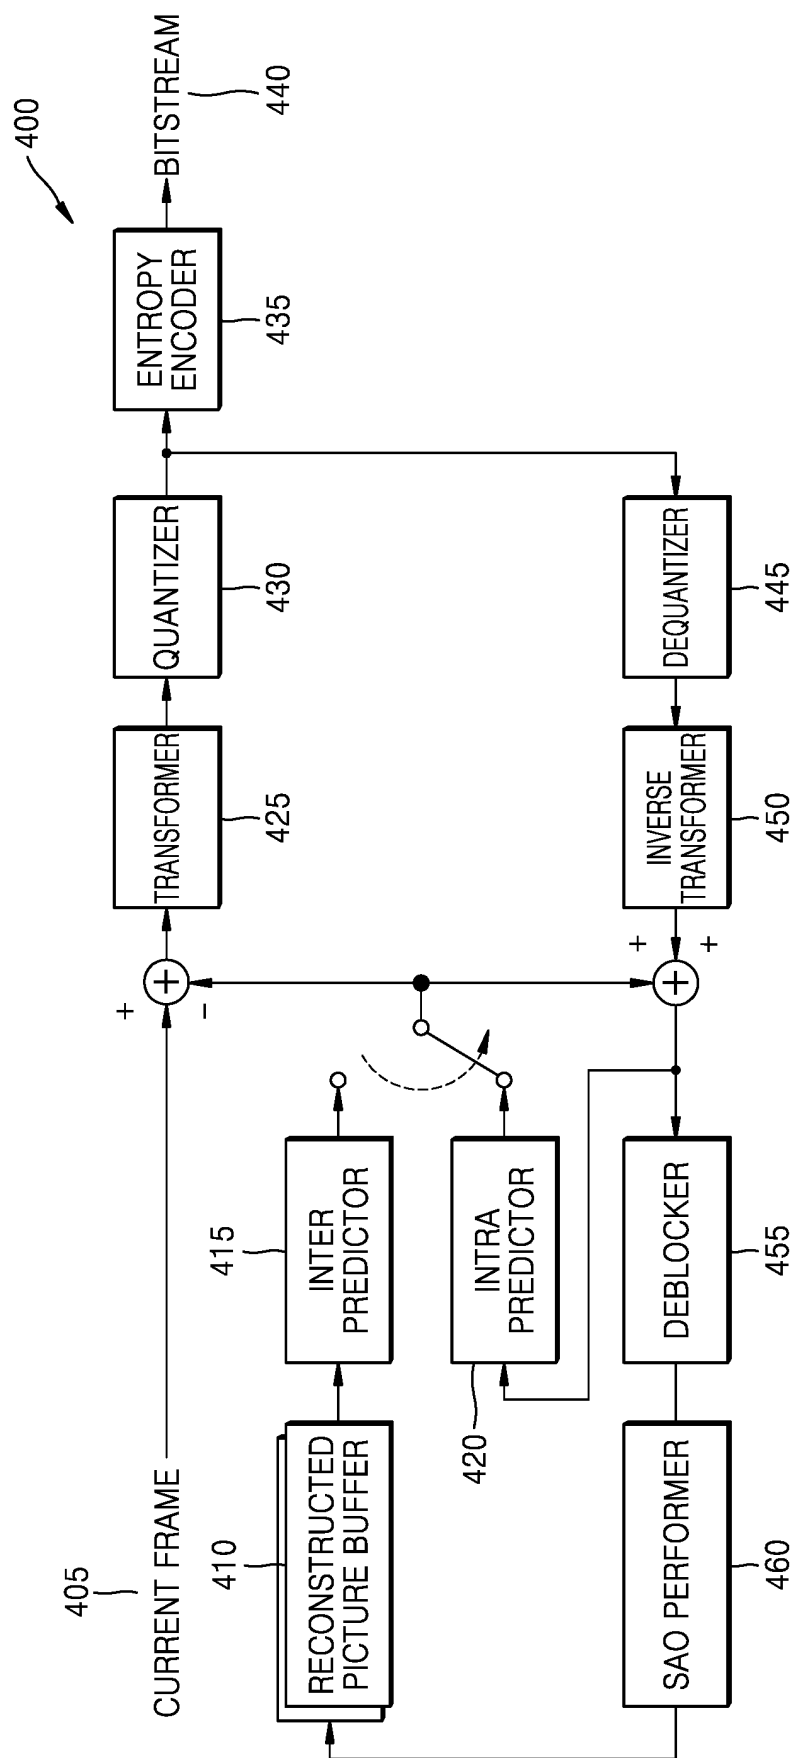 400
405
CURRENT FRAME
+
−
+
TRANSFORMER
425
QUANTIZER
430
ENTROPY
ENCODER
435
BITSTREAM
440
RECONSTRUCTED
PICTURE BUFFER
410
INTER
PREDICTOR
415
INTRA
PREDICTOR
420
SAO PERFORMER
460
DEBLOCKER
455
+
+
+
INVERSE
TRANSFORMER
450
DEQUANTIZER
445